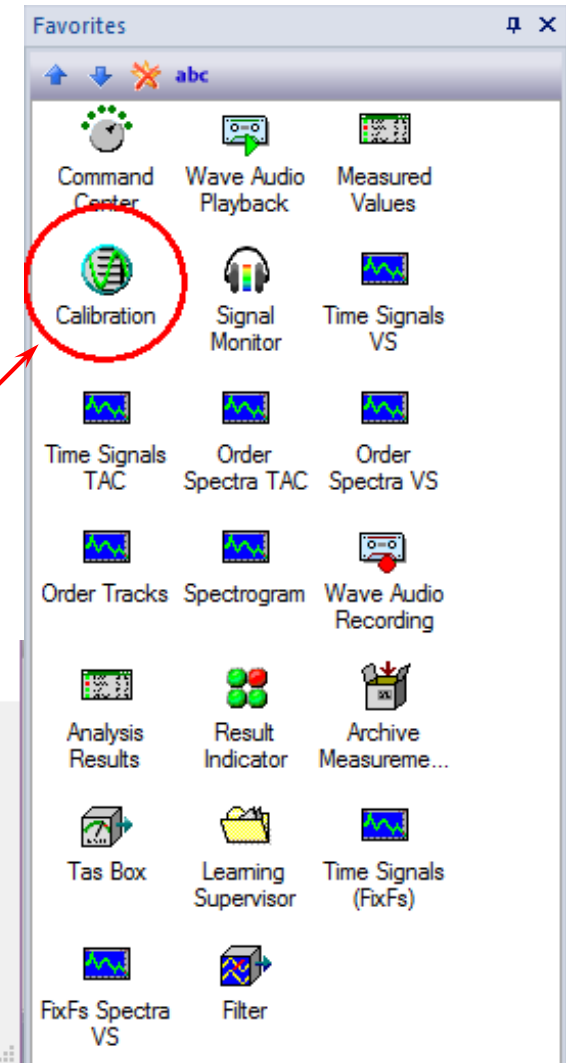 Favorites
abc
Command Center
Wave Audio Playback
Measured Values
Calibration
Signal Monitor
Time Signals VS
Time Signals TAC
Order Spectra TAC
Order Spectra VS
Order Tracks
Spectrogram
Wave Audio Recording
Analysis Results
Result Indicator
Archive Measureme...
Tas Box
Learning Supervisor
Time Signals (FixFs)
FixFs Spectra VS
Filter